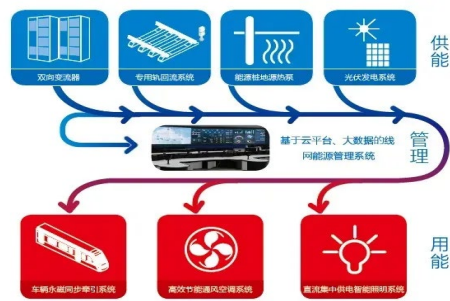 双向变流器
专用轨回流系统
能源桩地源热泵
光伏发电系统
供能
基于云平台、大数据的线
网能源管理系统
管理
车辆永磁同步牵引系统
高效节能通风空调系统
直流集中供电智能照明系统
用能